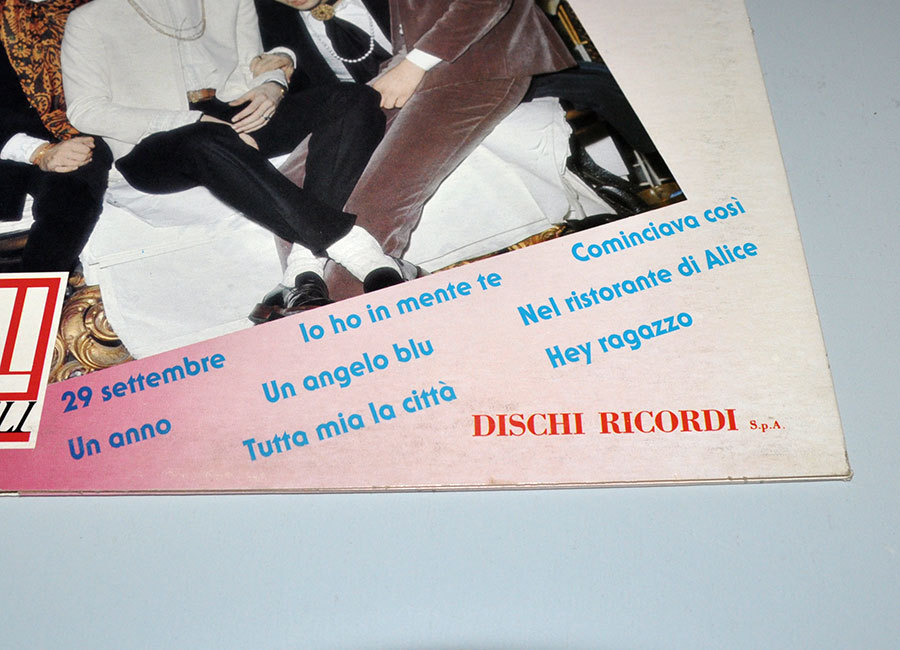 Cominciava così
Io ho in mente te
Nel ristorante di Alice
29 settembre
Un angelo blu
Hey ragazzo
Un anno
Tutta mia la città
DISCHI RICORDI S.p.A.
LI